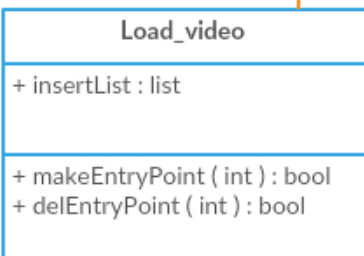 Load_video
+ insertList : list
+ makeEntryPoint ( int ) : bool
+ delEntryPoint ( int ) : bool